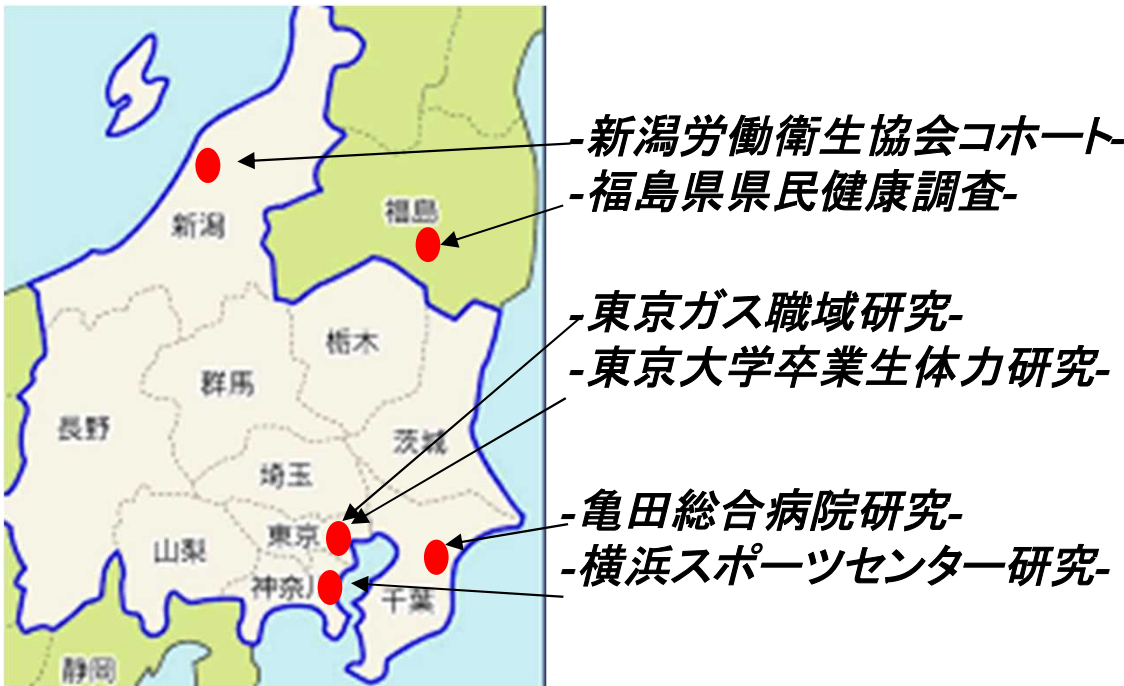 -新潟労働衛生協会コホート-
-福島県県民健康調査-
福島
新潟
-東京ガス職域研究-
-東京大学卒業生体力研究-
栃木
群馬
長野
茨城
埼玉
-亀田総合病院研究-
東京
山梨
-横浜スポーツセンター研究-
神奈川
千葉
静岡